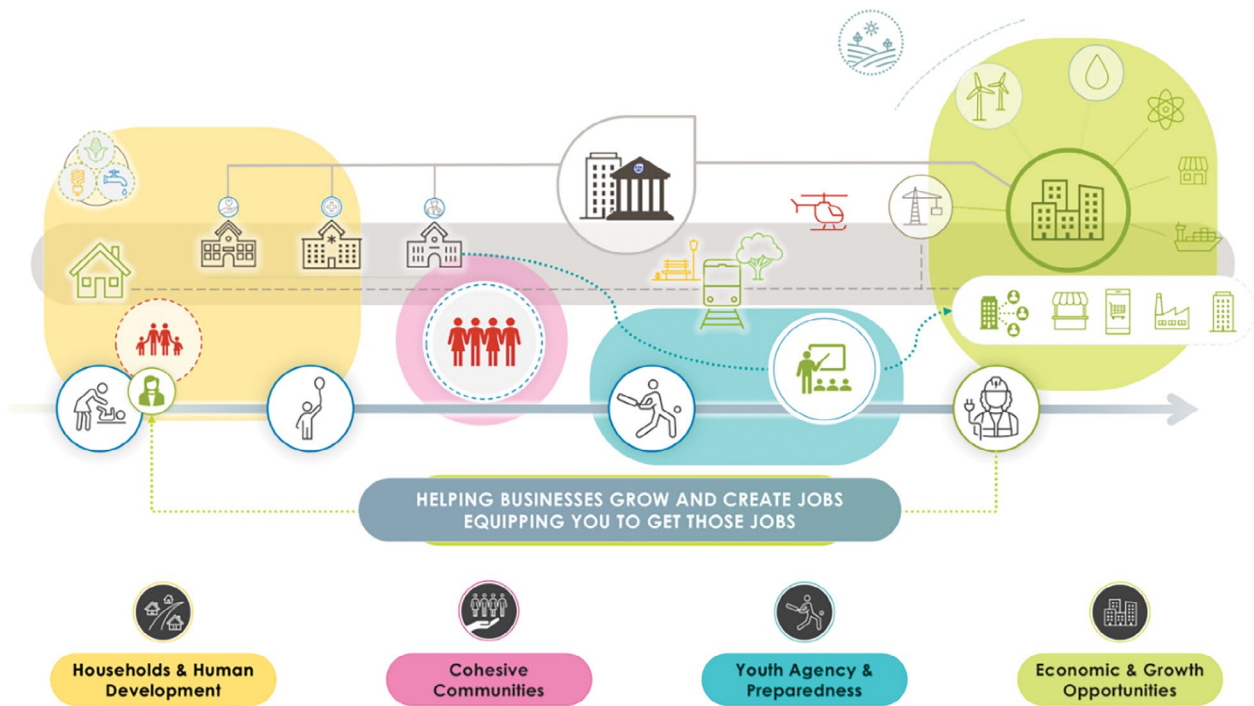 HELPING BUSINESSES GROW AND CREATE JOBS
EQUIPPING YOU TO GET THOSE JOBS
Households & Human
Development
Cohesive
Communities
Youth Agency &
Preparedness
Economic & Growth
Opportunities